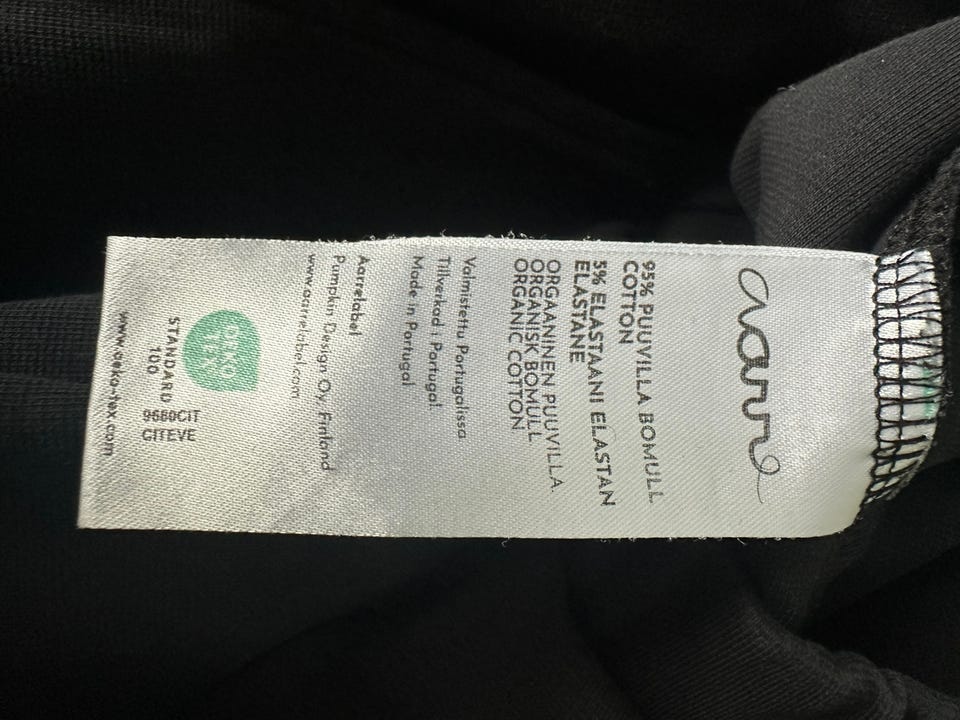 aarre
95% PUUVILLA BOMULL
COTTON
5% ELASTAANI ELASTAN
ELASTANE
ORGAANINEN PUUVILLA.
ORGANISK BOMULL
ORGANIC COTTON
Valmistettu Portugalissa
Tillverkad i Portugal.
Made in Portugal
Aarrelabel
Pumpkin Design Oy, Finland
www.aarrelabel.com
OEKO
TEX
STANDARD
100
9680CIT
CITEVE
www.oeko-tex.com